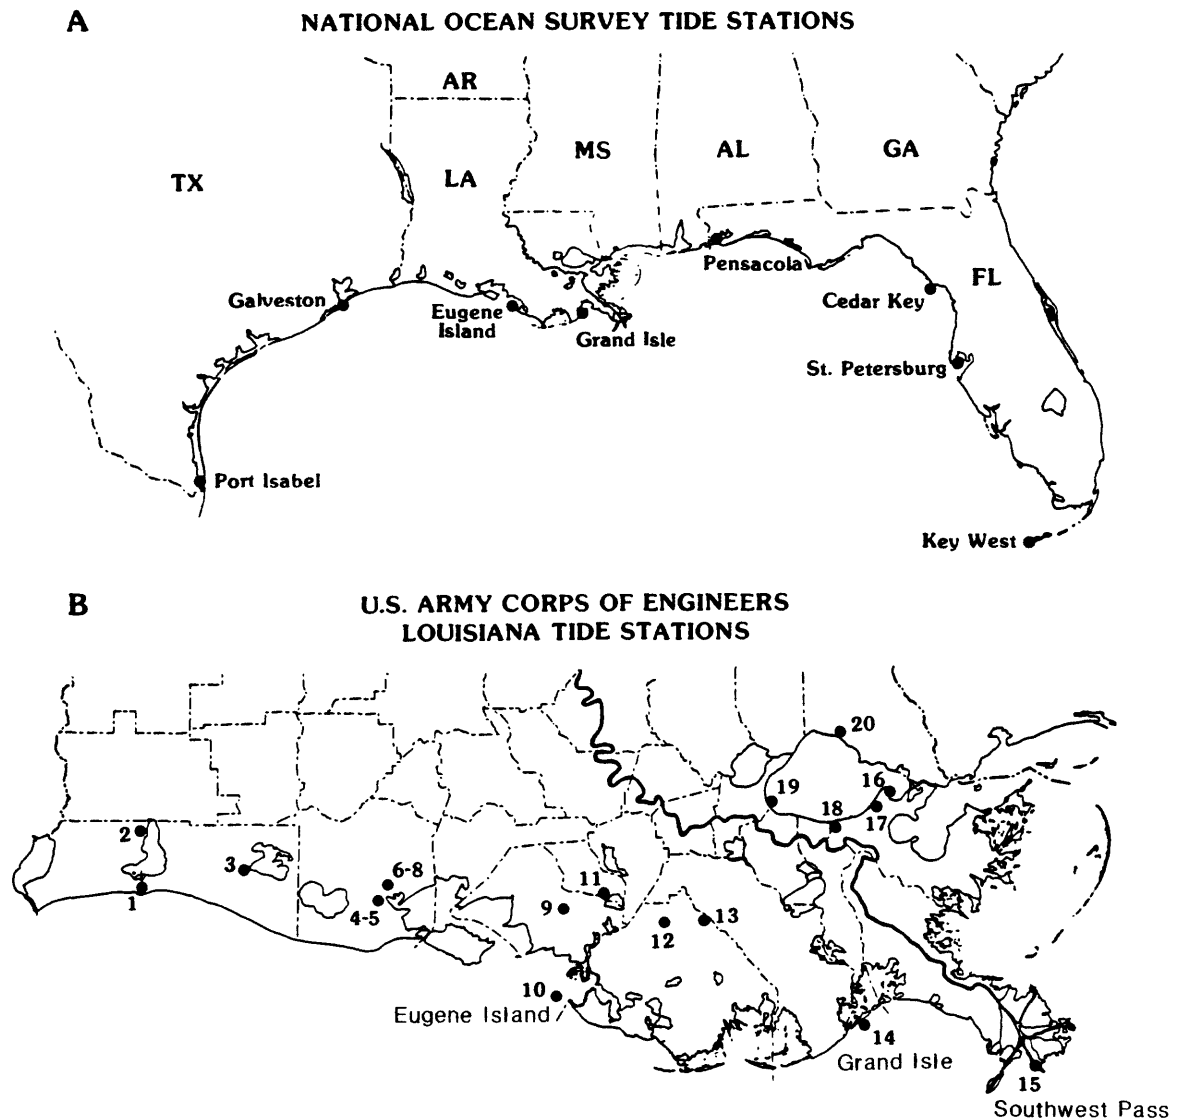 A
NATIONAL OCEAN SURVEY TIDE STATIONS
AR
MS
AL
GA
TX
LA
Pensacola
FL
Galveston
Eugene
Island
Grand Isle
Cedar Key
St. Petersburg
Port Isabel
Key West
B
U.S. ARMY CORPS OF ENGINEERS
LOUISIANA TIDE STATIONS
20
19
16
18
17
2
3
6-8
1
4-5
11
9
12
13
10
Eugene Island
14
Grand Isle
15
Southwest Pass